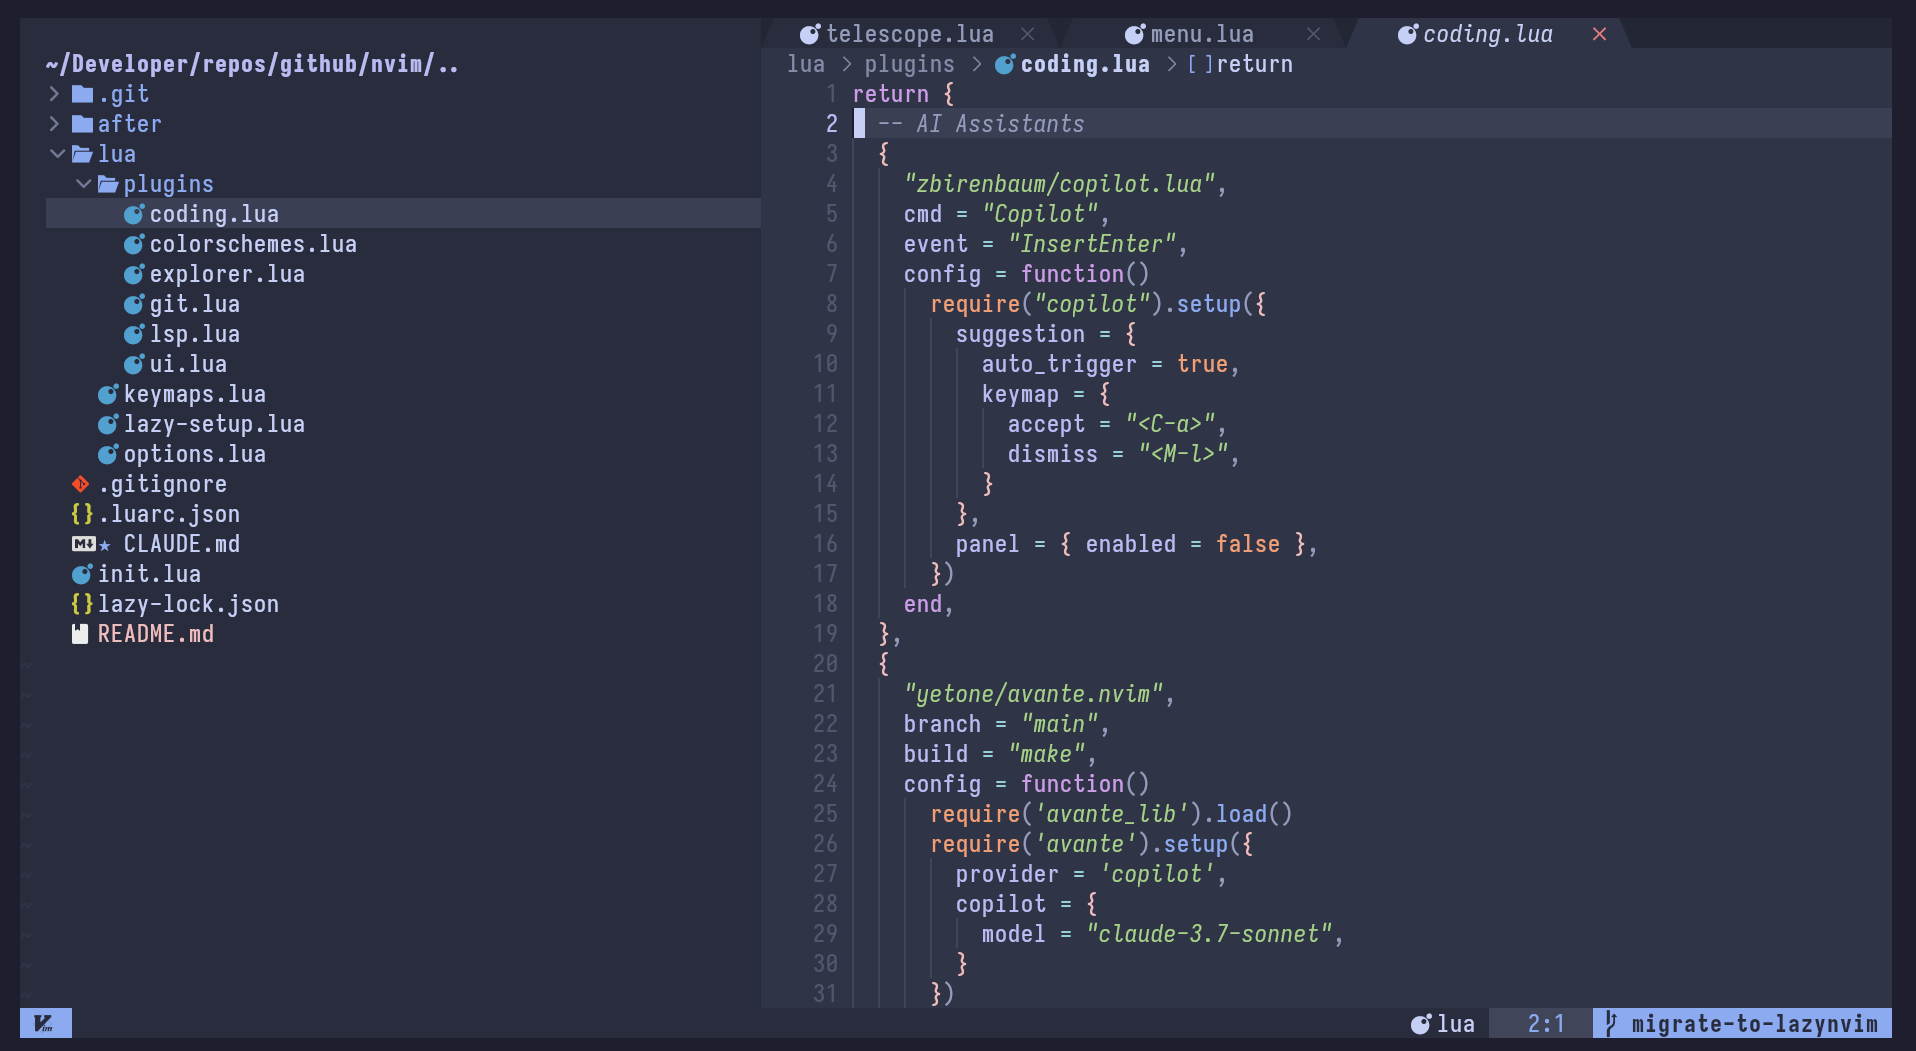 ~/Developer/repos/github/nvim/..
.git
after
lua
plugins
coding.lua
colorschemes.lua
explorer.lua
git.lua
lsp.lua
ui.lua
keymaps.lua
lazy-setup.lua
options.lua
.gitignore
{} .luarc.json
M↓ ★ CLAUDE.md
init.lua
{} lazy-lock.json
README.md
telescope.lua × menu.lua × coding.lua ×
lua > plugins > coding.lua > []return
1 return {
2   -- AI Assistants
3   {
4     "zbirenbaum/copilot.lua",
5     cmd = "Copilot",
6     event = "InsertEnter",
7     config = function()
8       require("copilot").setup({
9         suggestion = {
10           auto_trigger = true,
11           keymap = {
12             accept = "<C-a>",
13             dismiss = "<M-l>",
14           }
15         },
16         panel = { enabled = false },
17       })
18     end,
19   },
20   {
21     "yetone/avante.nvim",
22     branch = "main",
23     build = "make",
24     config = function()
25       require('avante_lib').load()
26       require('avante').setup({
27         provider = 'copilot',
28         copilot = {
29           model = "claude-3.7-sonnet",
30         }
31       })
Vim lua 2:1 migrate-to-lazynvim